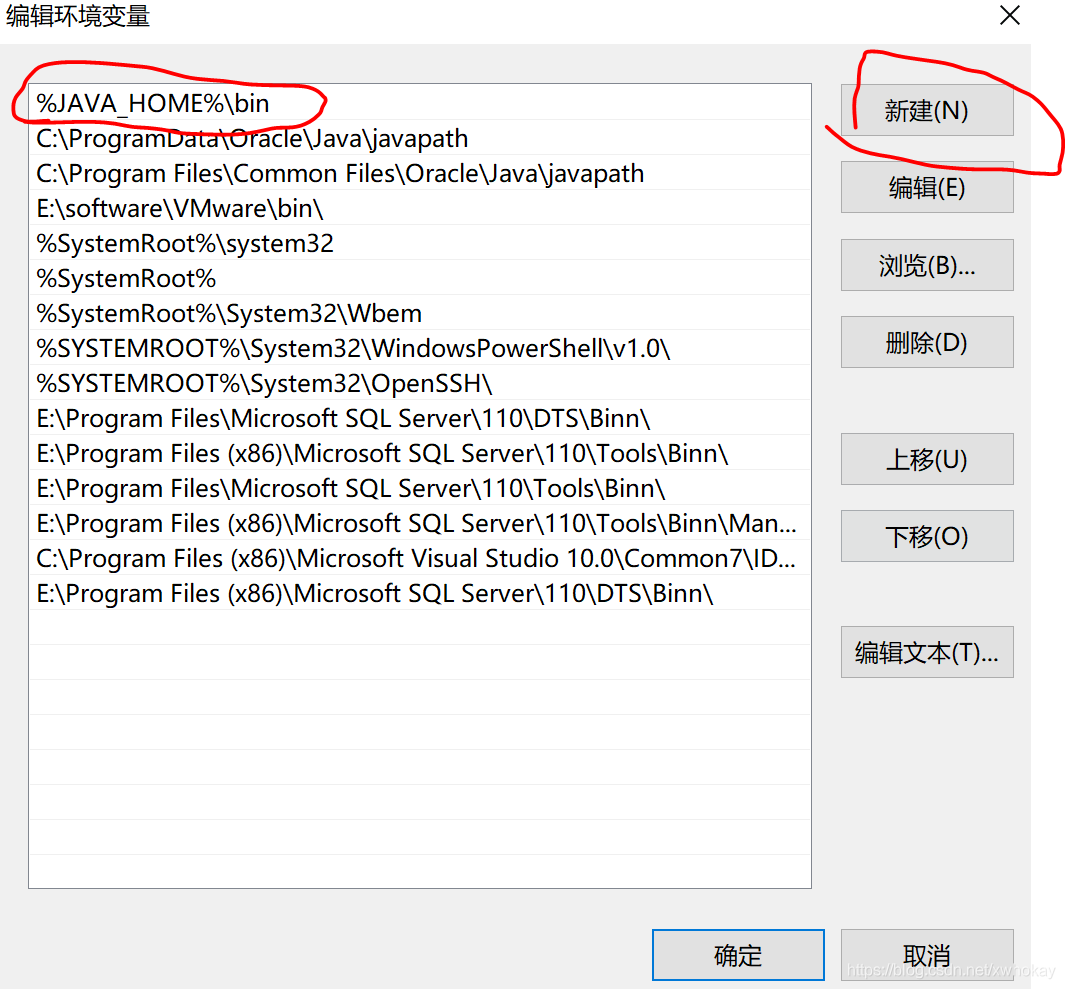 编辑环境变量
%JAVA_HOME%\bin
C:\ProgramData\Oracle\Java\javapath
C:\Program Files\Common Files\Oracle\Java\javapath
E:\software\VMware\bin\
%SystemRoot%\system32
%SystemRoot%
%SystemRoot%\System32\Wbem
%SYSTEMROOT%\System32\WindowsPowerShell\v1.0\
%SYSTEMROOT%\System32\OpenSSH\
E:\Program Files\Microsoft SQL Server\110\DTS\Binn\
E:\Program Files (x86)\Microsoft SQL Server\110\Tools\Binn\
E:\Program Files\Microsoft SQL Server\110\Tools\Binn\
E:\Program Files (x86)\Microsoft SQL Server\110\Tools\Binn\Man...
C:\Program Files (x86)\Microsoft Visual Studio 10.0\Common7\ID...
E:\Program Files (x86)\Microsoft SQL Server\110\DTS\Binn\
新建(N)
编辑(E)
浏览(B)...
删除(D)
上移(U)
下移(O)
编辑文本(T)...
确定
取消
https://blog.csdn.net/xwhokay